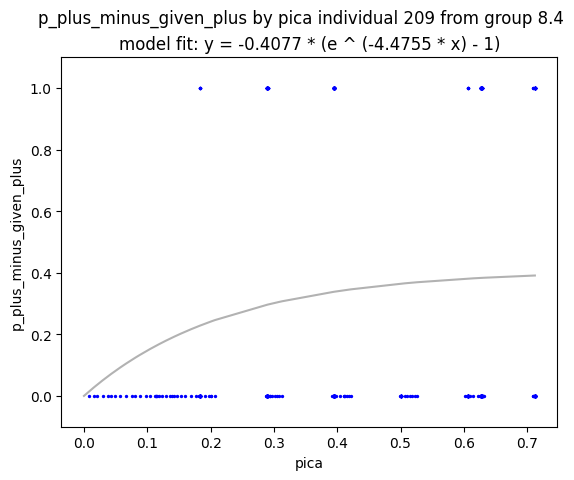 p_plus_minus_given_plus by pica individual 209 from group 8.4
model fit: y = -0.4077 * (e ^ (-4.4755 * x) - 1)
1.0
0.8
0.6
0.4
0.2
0.0
p_plus_minus_given_plus
0.0 0.1 0.2 0.3 0.4 0.5 0.6 0.7
pica